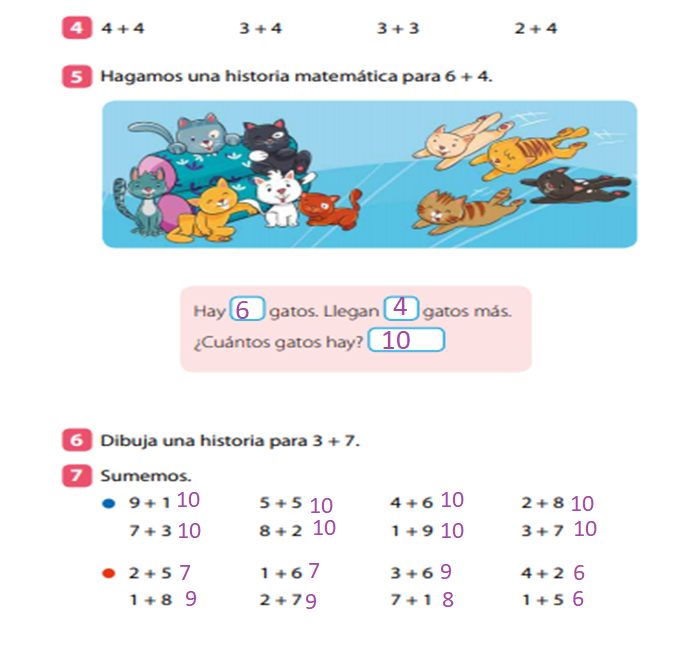 4 4 + 4 3 + 4 3 + 3 2 + 4
5 Hagamos una historia matemática para 6 + 4.
Hay 6 gatos. Llegan 4 gatos más.
¿Cuántos gatos hay? 10
6 Dibuja una historia para 3 + 7.
7 Sumemos.
9 + 1 10 5 + 5 10 4 + 6 10 2 + 8 10
7 + 3 10 8 + 2 10 1 + 9 10 3 + 7 10
2 + 5 7 1 + 6 7 3 + 6 9 4 + 2 6
1 + 8 9 2 + 7 9 7 + 1 8 1 + 5 6